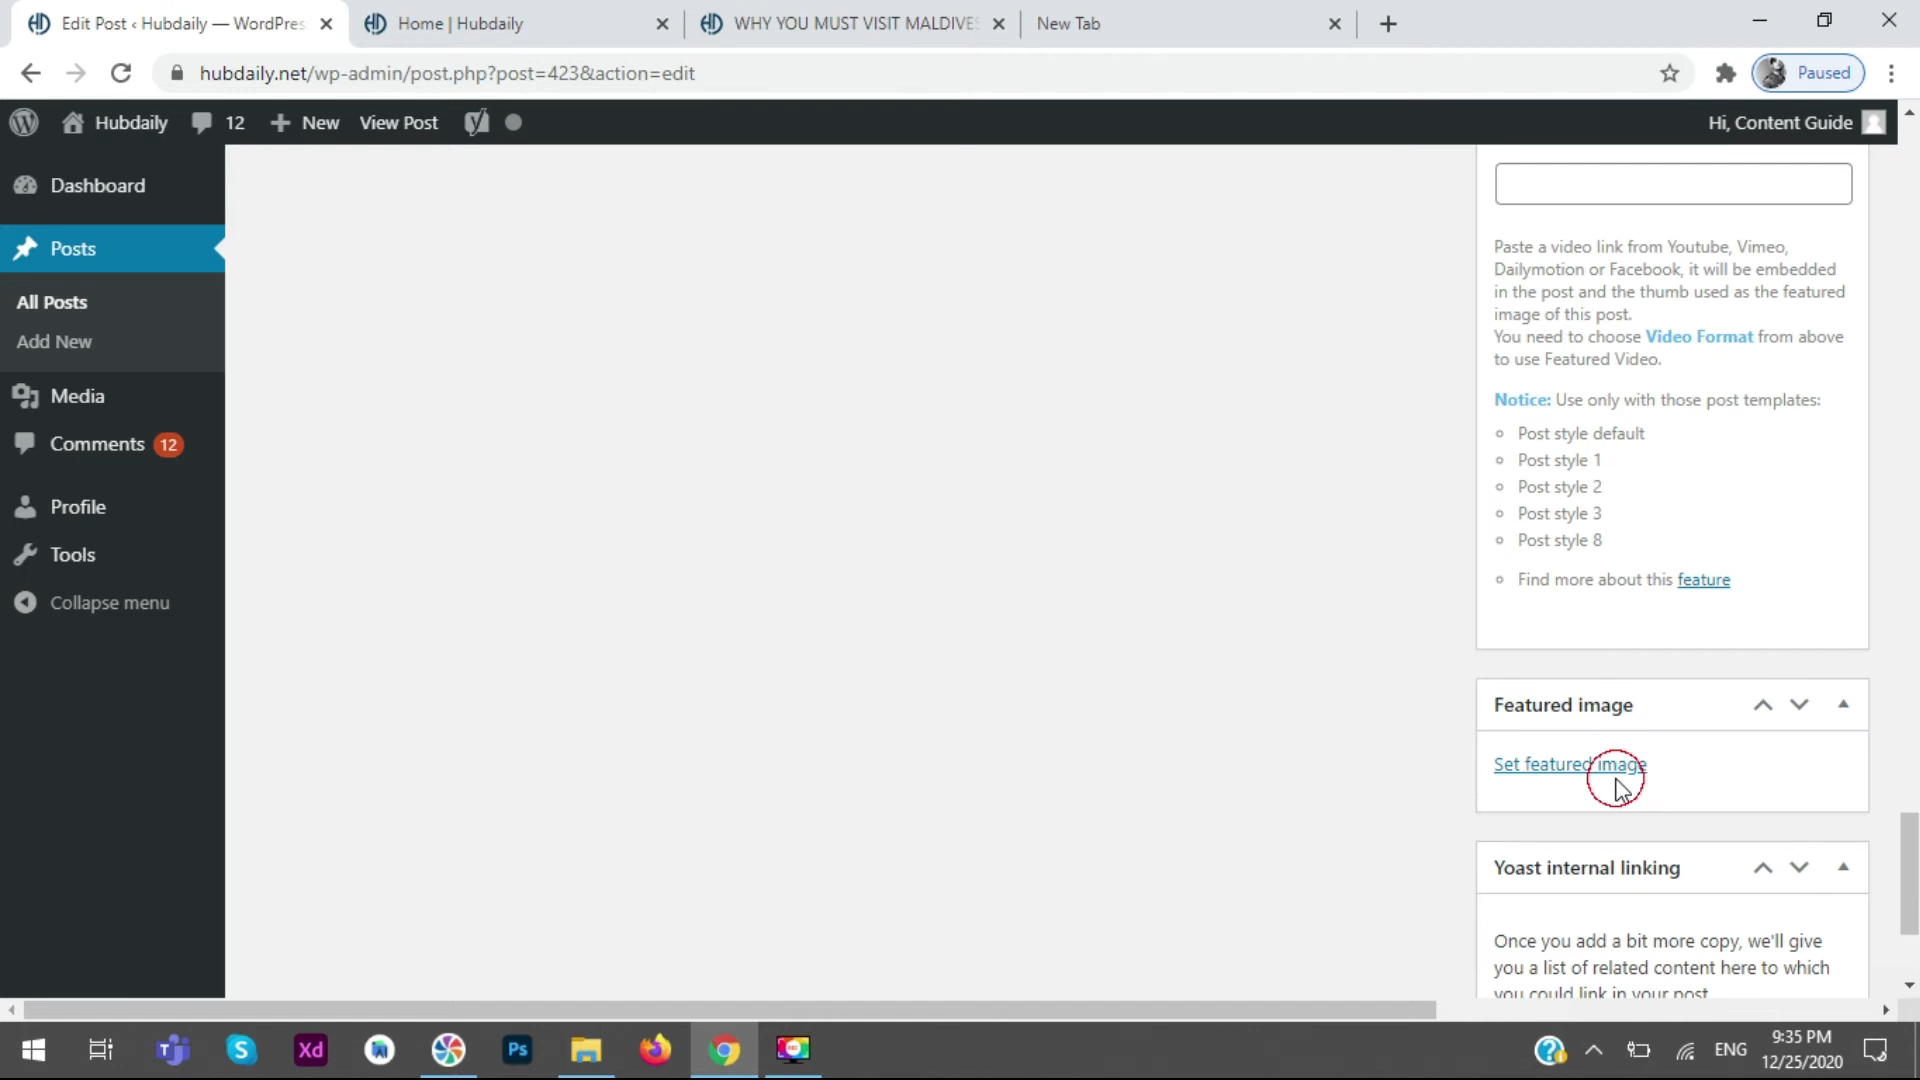 Edit Post ‹ Hubdaily — WordPres
Home | Hubdaily
WHY YOU MUST VISIT MALDIVES
New Tab
hubdaily.net/wp-admin/post.php?post=423&action=edit
Paused
Hubdaily
12
New
View Post
Hi, Content Guide
Dashboard
Posts
All Posts
Add New
Media
Comments 12
Profile
Tools
Collapse menu
Paste a video link from Youtube, Vimeo,
Dailymotion or Facebook, it will be embedded
in the post and the thumb used as the featured
image of this post.
You need to choose Video Format from above
to use Featured Video.
Notice: Use only with those post templates:
Post style default
Post style 1
Post style 2
Post style 3
Post style 8
Find more about this feature
Featured image
Set featured image
Yoast internal linking
Once you add a bit more copy, we'll give
you a list of related content here to which
you could link in your post.
Xd
Ps
ENG
9:35 PM
12/25/2020